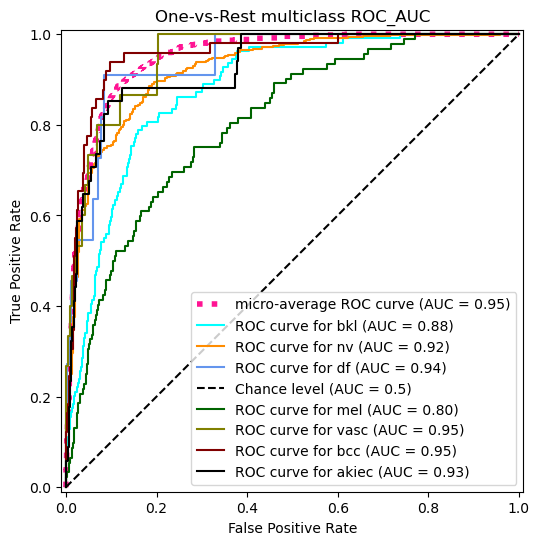 One-vs-Rest multiclass ROC_AUC
True Positive Rate
1.0
0.8
0.6
0.4
0.2
0.0
micro-average ROC curve (AUC = 0.95)
ROC curve for bkl (AUC = 0.88)
ROC curve for nv (AUC = 0.92)
ROC curve for df (AUC = 0.94)
Chance level (AUC = 0.5)
ROC curve for mel (AUC = 0.80)
ROC curve for vasc (AUC = 0.95)
ROC curve for bcc (AUC = 0.95)
ROC curve for akiec (AUC = 0.93)
0.0 0.2 0.4 0.6 0.8 1.0
False Positive Rate